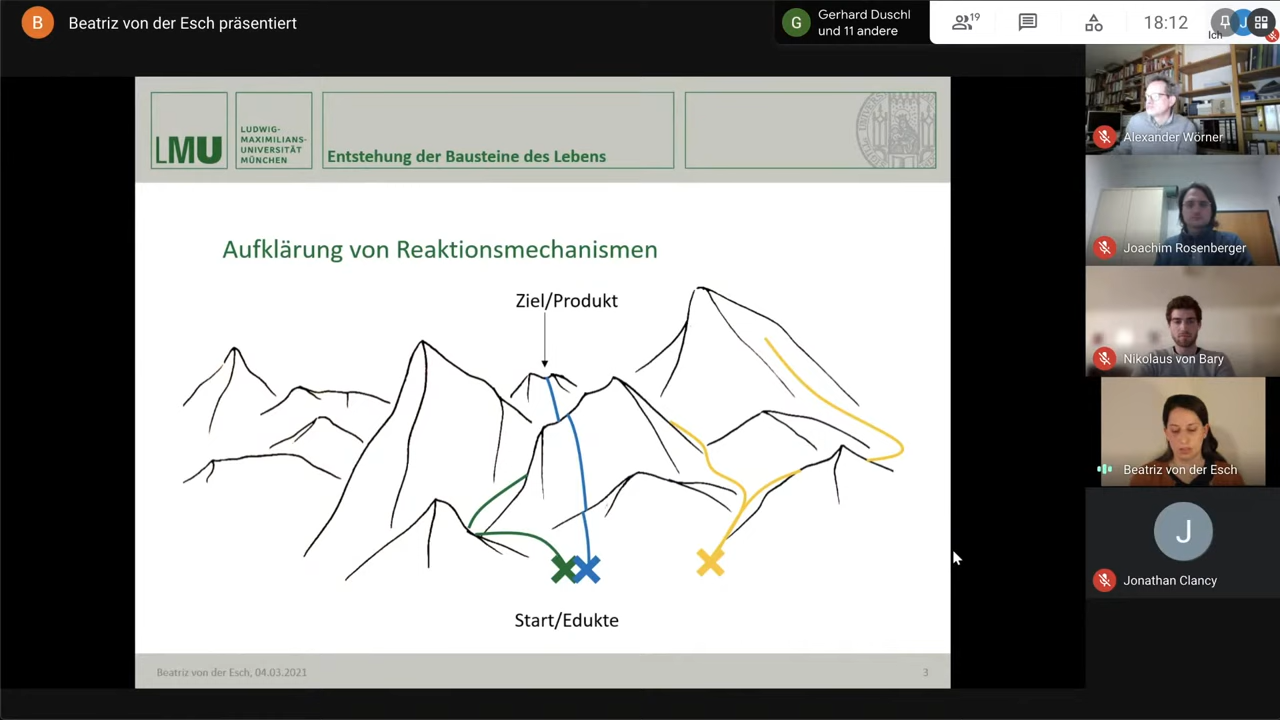 B
Beatriz von der Esch präsentiert
G
Gerhard Duschl
und 11 andere
19
18:12
J
Ich
LMU
LUDWIG-
MAXIMILIANS-
UNIVERSITÄT
MÜNCHEN
Entstehung der Bausteine des Lebens
Aufklärung von Reaktionsmechanismen
Ziel/Produkt
Start/Edukte
Beatriz von der Esch, 04.03.2021
3
Alexander Wörner
Joachim Rosenberger
Nikolaus von Bary
Beatriz von der Esch
J
Jonathan Clancy